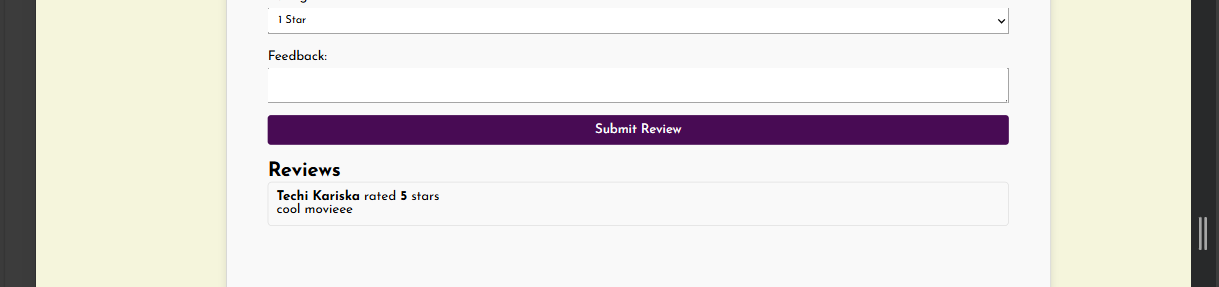 1 Star
Feedback:
Submit Review
Reviews
Techi Kariska rated 5 stars
cool movieee